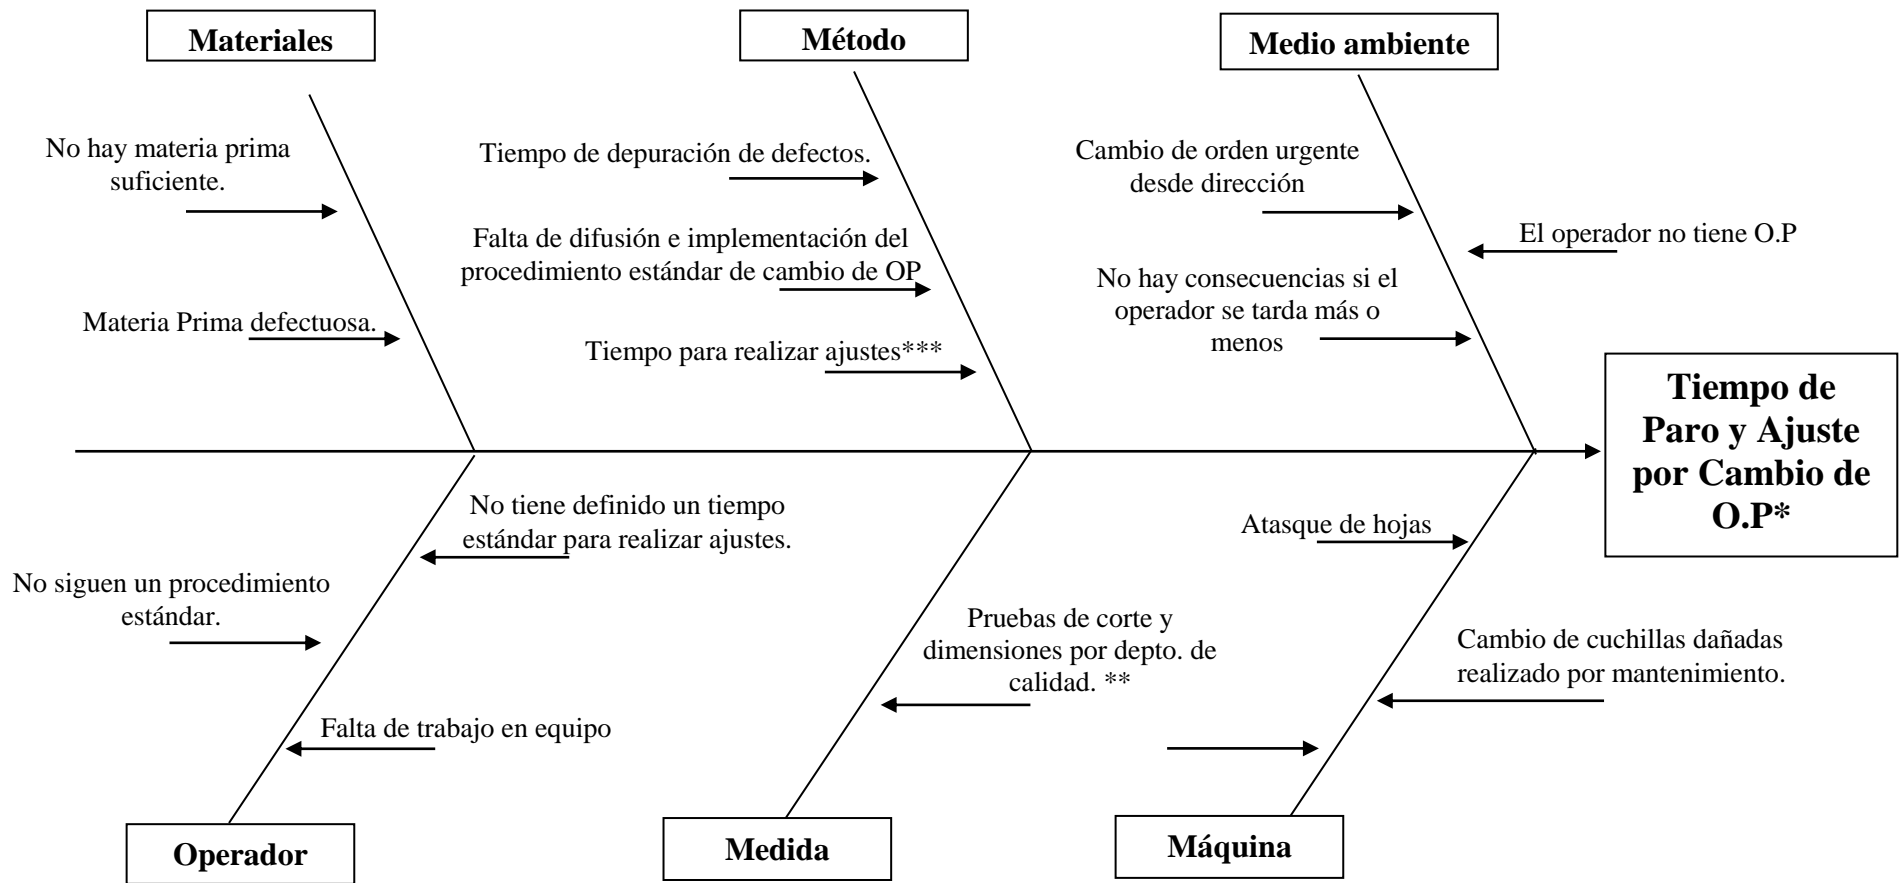 Materiales
Método
Medio ambiente
No hay materia prima
suficiente.
Materia Prima defectuosa.
Tiempo de depuración de defectos.
Falta de difusión e implementación del
procedimiento estándar de cambio de OP
Tiempo para realizar ajustes***
Cambio de orden urgente
desde dirección
El operador no tiene O.P
No hay consecuencias si el
operador se tarda más o
menos
Tiempo de
Paro y Ajuste
por Cambio de
O.P*
No tiene definido un tiempo
estándar para realizar ajustes.
No siguen un procedimiento
estándar.
Falta de trabajo en equipo
Pruebas de corte y
dimensiones por depto. de
calidad. **
Atasque de hojas
Cambio de cuchillas dañadas
realizado por mantenimiento.
Operador
Medida
Máquina